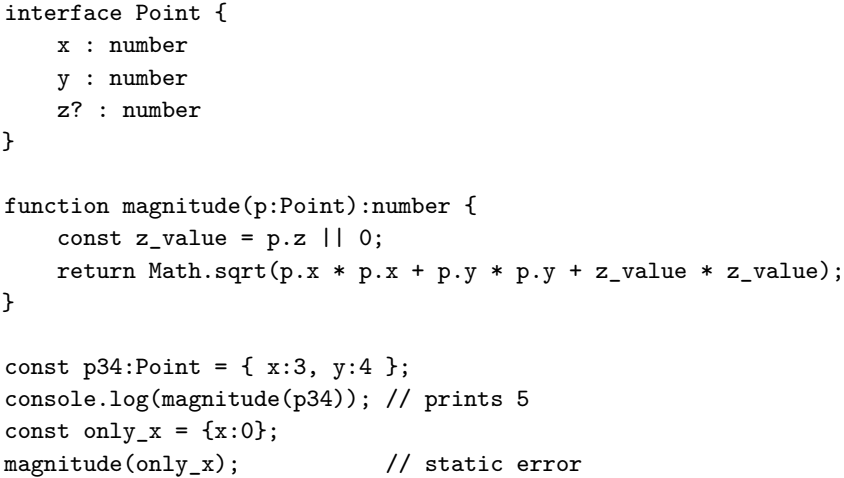 interface Point {
    x : number
    y : number
    z? : number
}

function magnitude(p:Point):number {
    const z_value = p.z || 0;
    return Math.sqrt(p.x * p.x + p.y * p.y + z_value * z_value);
}

const p34:Point = { x:3, y:4 };
console.log(magnitude(p34)); // prints 5
const only_x = {x:0};
magnitude(only_x);           // static error